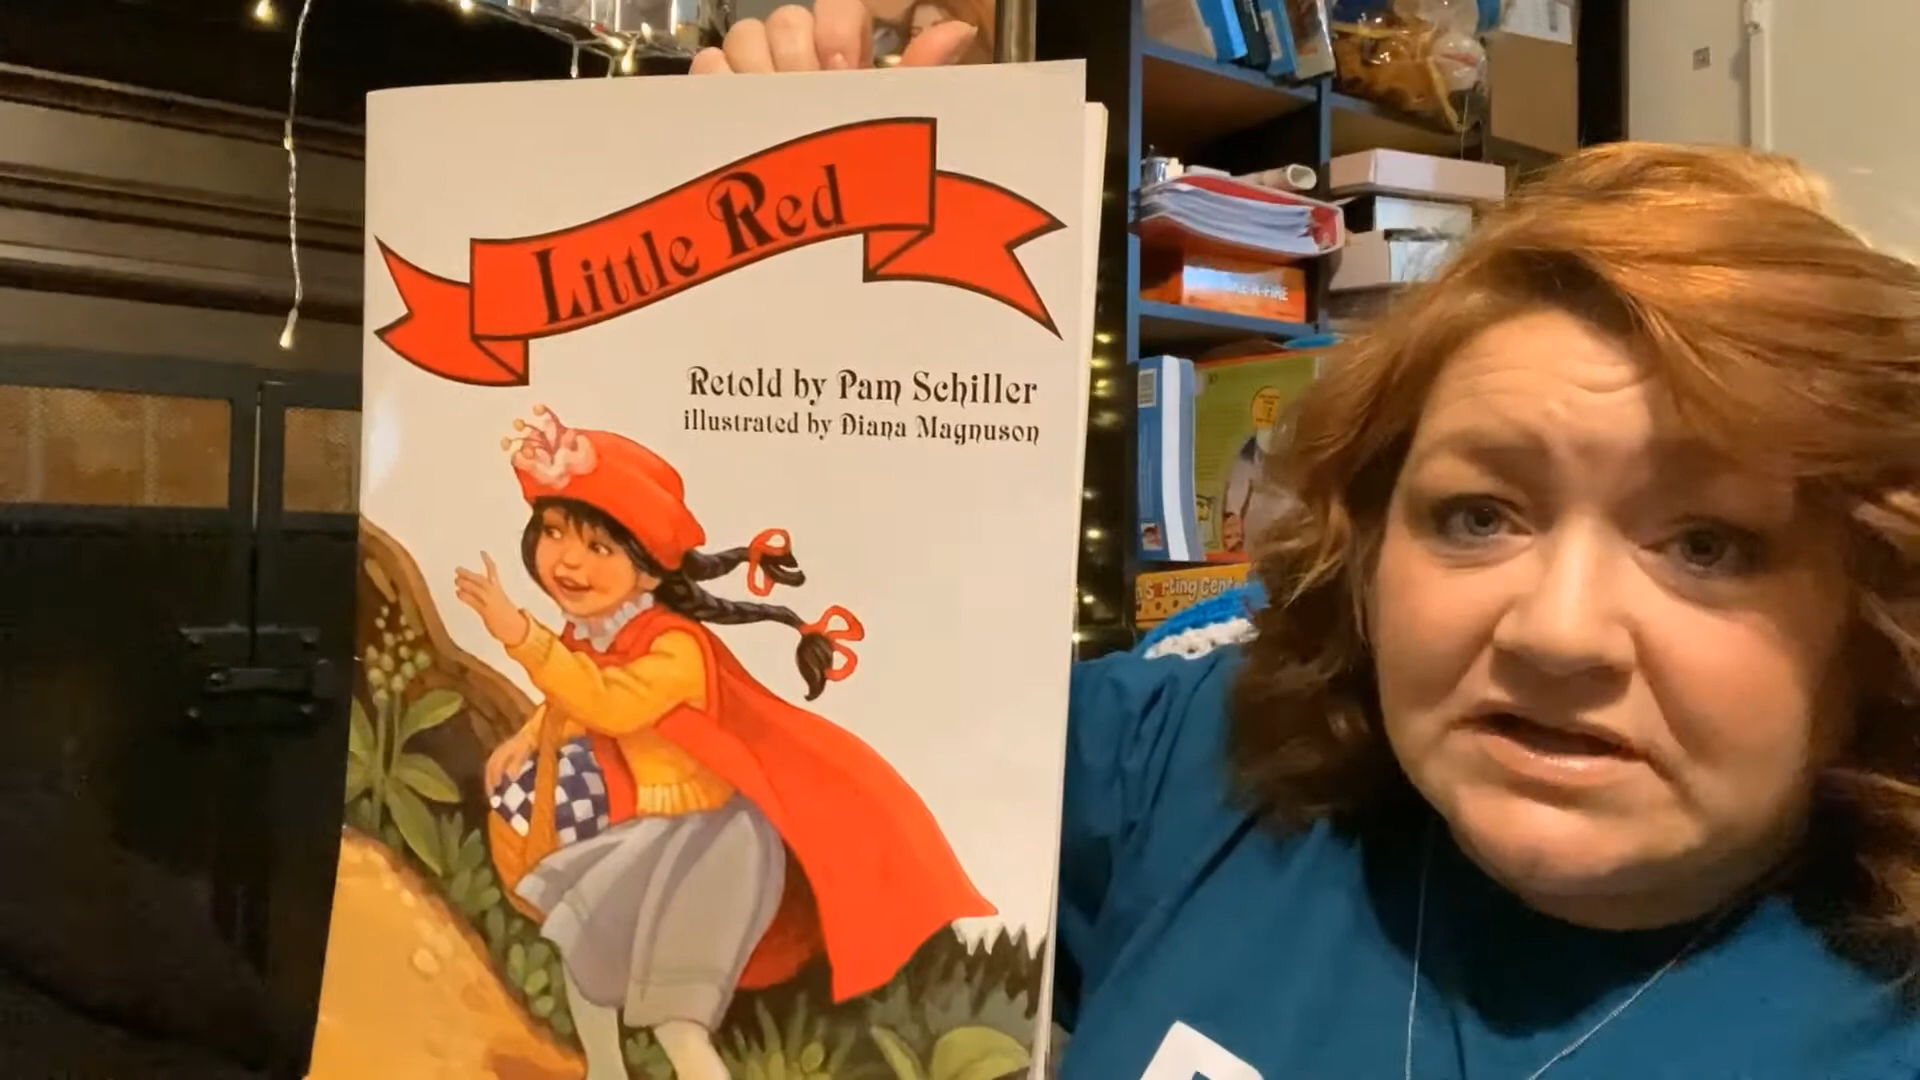 Little Red
Retold by Pam Schiller
illustrated by Diana Magnuson